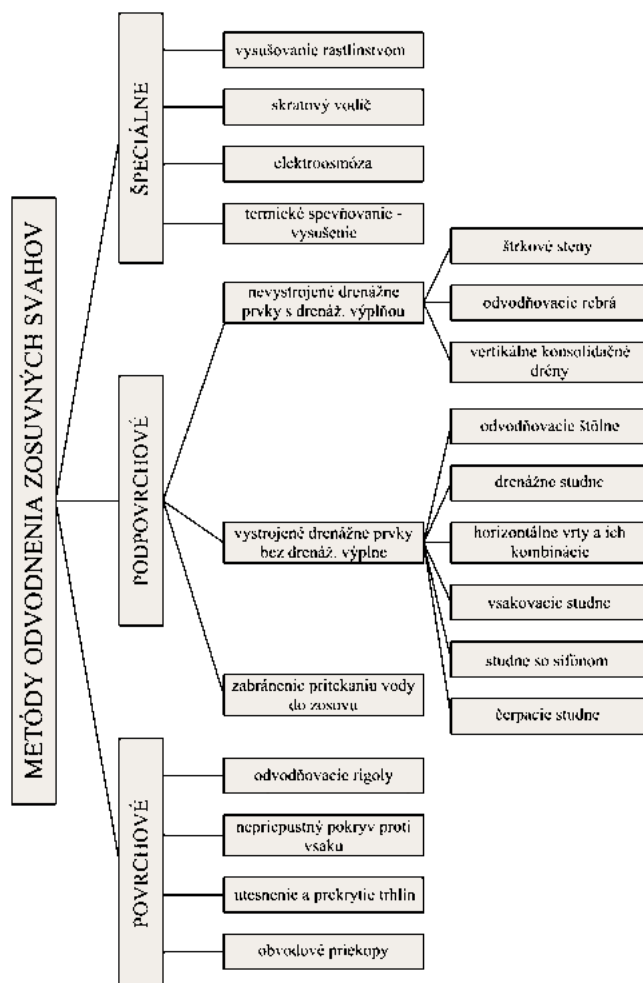 METÓDY ODVODNENIA ZOSUVNÝCH SVAHOV
ŠPECIÁLNE
vysušovanie rastlinstvom
skratový vodič
elektroosmóza
termické spevňovanie -
vysušenie
PODPOVRCHOVÉ
nevystrojené drenážne
prvky s drenáž. výplňou
štrkové steny
odvodňovacie rebrá
vertikálne konsolidačné
drény
vystrojené drenážne prvky
bez drenáž. výplne
odvodňovacie štôlne
drenážne studne
horizontálne vrty a ich
kombinácie
vsakovacie studne
studne so sifónom
čerpacie studne
zabránenie pritekaniu vody
do zosuvu
POVRCHOVÉ
odvodňovacie rigoly
nepriepustný pokryv proti
vsaku
utesnenie a prekrytie trhlín
obvodové priekopy